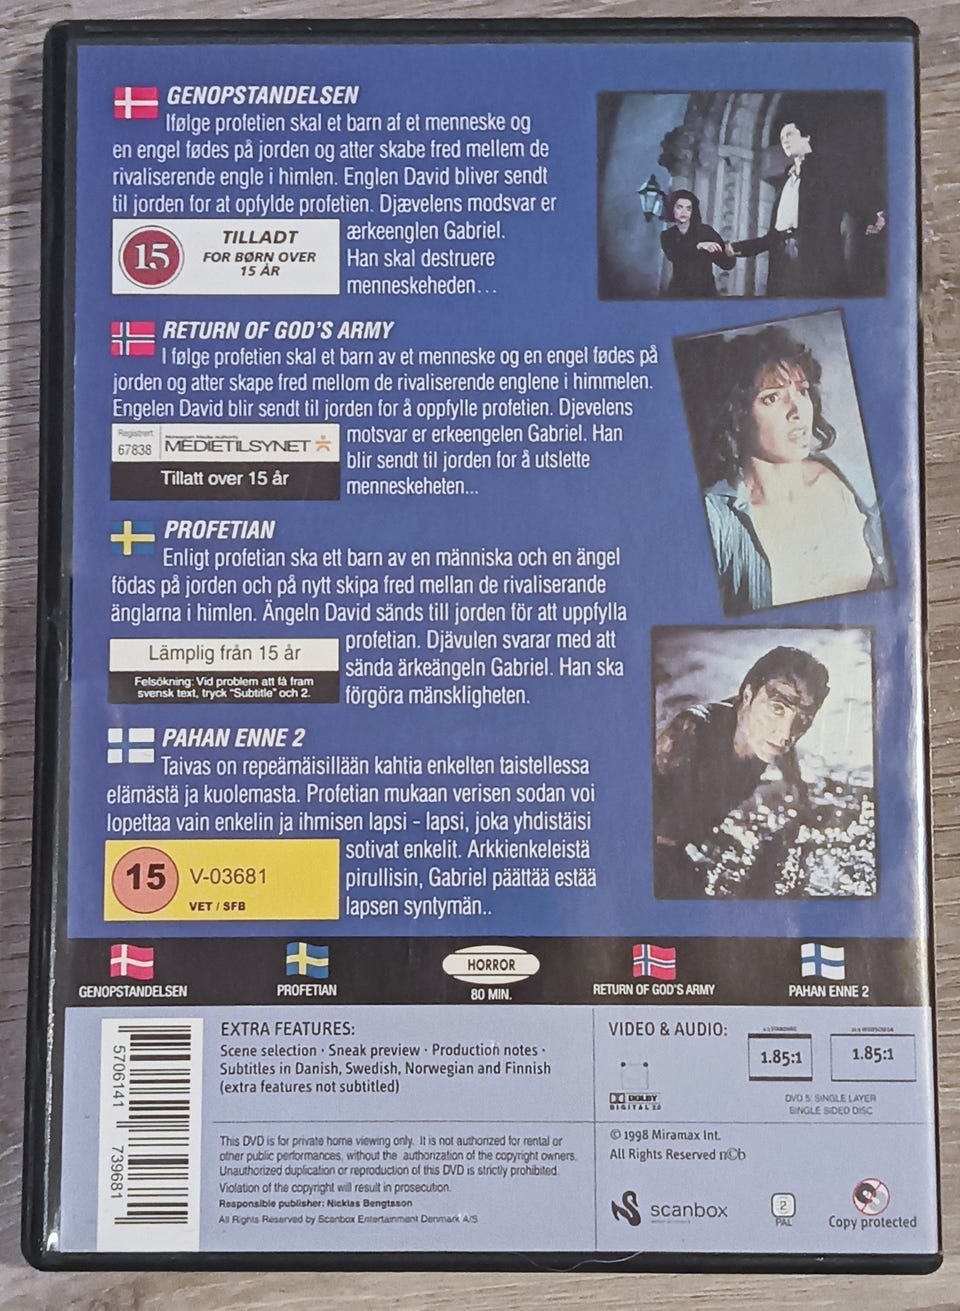 GENOPSTANDELSEN
Ifølge profetien skal et barn af et menneske og
en engel fødes på jorden og atter skabe fred mellem de
rivaliserende engle i himlen. Englen David bliver sendt
til jorden for at opfylde profetien. Djævelens modsvar er
ærkeenglen Gabriel.
Han skal destruere
menneskeheden...
15
TILLADT
FOR BØRN OVER
15 ÅR
RETURN OF GOD'S ARMY
I følge profetien skal et barn av et menneske og en engel fødes på
jorden og atter skape fred mellom de rivaliserende englene i himmelen.
Engelen David blir sendt til jorden for å oppfylle profetien. Djevelens
motsvar er erkeengelen Gabriel. Han
blir sendt til jorden for å utslette
menneskeheten...
Registrert
67838
Norwegian Media Authority
MEDIETILSYNET
Tillatt over 15 år
PROFETIAN
Enligt profetian ska ett barn av en människa och en ängel
födas på jorden och på nytt skipa fred mellan de rivaliserande
änglarna i himlen. Ängeln David sänds till jorden för att uppfylla
profetian. Djävulen svarar med att
sända ärkeängeln Gabriel. Han ska
förgöra mänskligheten.
Lämplig från 15 år
Felsökning: Vid problem att få fram
svensk text, tryck "Subtitle" och 2.
PAHAN ENNE 2
Taivas on repeämäisillään kahtia enkelten taistellessa
elämästä ja kuolemasta. Profetian mukaan verisen sodan voi
lopettaa vain enkelin ja ihmisen lapsi - lapsi, joka yhdistäisi
sotivat enkelit. Arkkienkeleistä
pirullisin, Gabriel päättää estää
lapsen syntymän..
15
V-03681
VET / SFB
GENOPSTANDELSEN
PROFETIAN
HORROR
80 MIN.
RETURN OF GOD'S ARMY
PAHAN ENNE 2
5706141 739681
EXTRA FEATURES:
Scene selection · Sneak preview · Production notes ·
Subtitles in Danish, Swedish, Norwegian and Finnish
(extra features not subtitled)
This DVD is for private home viewing only. It is not authorized for rental or
other public performances, without the authorization of the copyright owners.
Unauthorized duplication or reproduction of this DVD is strictly prohibited.
Violation of the copyright will result in prosecution.
Responsible publisher: Nicklas Bengtsson
All Rights Reserved by Scanbox Entertainment Denmark A/S
VIDEO & AUDIO:
4:3 STANDARD
1.85:1
16:9 WIDESCREEN
1.85:1
DOLBY
DIGITAL 2.0
DVD 5: SINGLE LAYER
SINGLE SIDED DISC
© 1998 Miramax Int.
All Rights Reserved n©b
scanbox
2
PAL
Copy protected